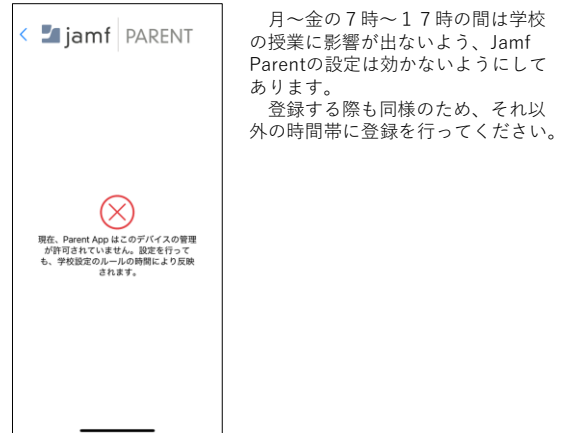 jamf PARENT
現在、Parent App はこのデバイスの管理
が許可されていません。設定を行って
も、学校設定のルールの時間により反映
されます。
　月～金の７時～１７時の間は学校
の授業に影響が出ないよう、Jamf
Parentの設定は効かないようにして
あります。
　登録する際も同様のため、それ以
外の時間帯に登録を行ってください。